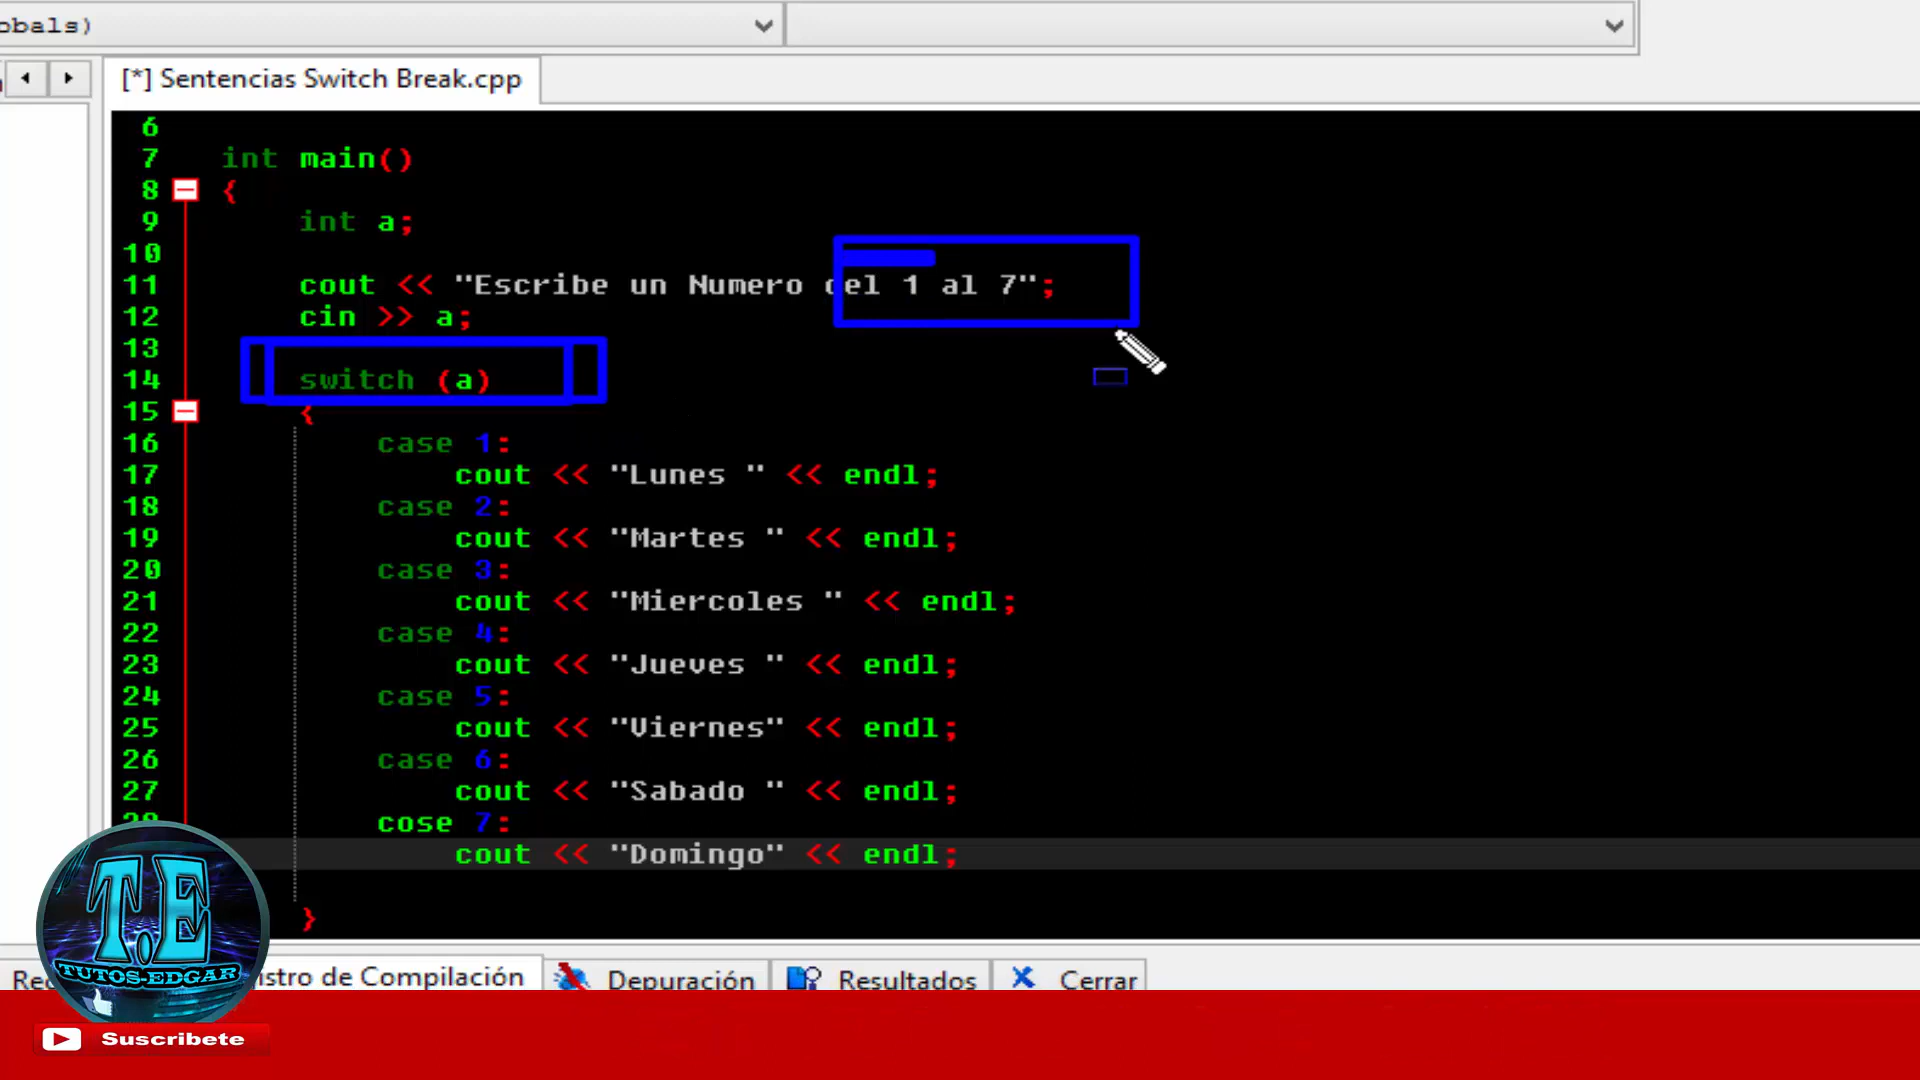 obals)
[*] Sentencias Switch Break.cpp
6
7 int main()
8 {
9 int a;
10
11 cout << "Escribe un Numero del 1 al 7";
12 cin >> a;
13
14 switch (a)
15 {
16 case 1:
17 cout << "Lunes " << endl;
18 case 2:
19 cout << "Martes " << endl;
20 case 3:
21 cout << "Miercoles " << endl;
22 case 4:
23 cout << "Jueves " << endl;
24 case 5:
25 cout << "Viernes" << endl;
26 case 6:
27 cout << "Sabado " << endl;
28 cose 7:
cout << "Domingo" << endl;
}
istro de Compilación Depuración Resultados Cerrar
T.E
TUTOS-EDGAR
Suscribete